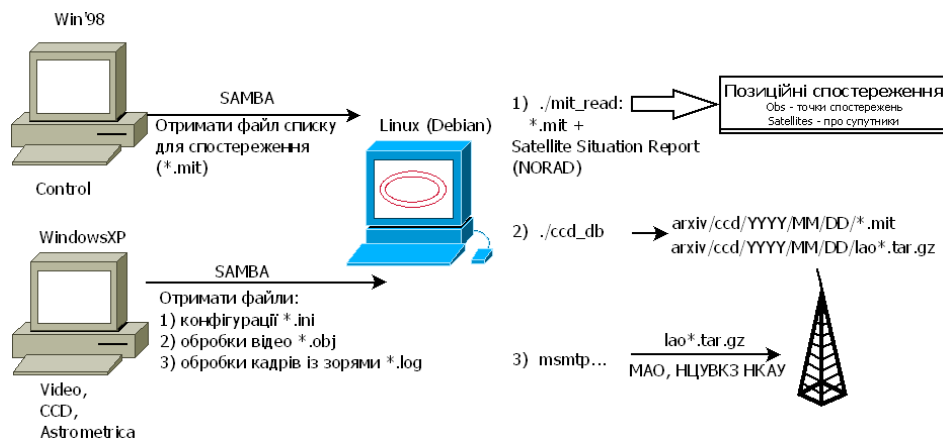 Win'98
SAMBA
Отримати файл списку
для спостереження
(*.mit)
Control
Linux (Debian)
WindowsXP
SAMBA
Отримати файли:
1) конфігурації *.ini
2) обробки відео *.obj
3) обробки кадрів із зорями *.log
Video,
CCD,
Astrometrica
1) ./mit_read:
*.mit +
Satellite Situation Report
(NORAD)
Позиційні спостереження
Obs - точки спостережень
Satellites - про супутники
2) ./ccd_db
arxiv/ccd/YYYY/MM/DD/*.mit
arxiv/ccd/YYYY/MM/DD/lao*.tar.gz
3) msmtp...
lao*.tar.gz
МАО, НЦУВКЗ НКАУ